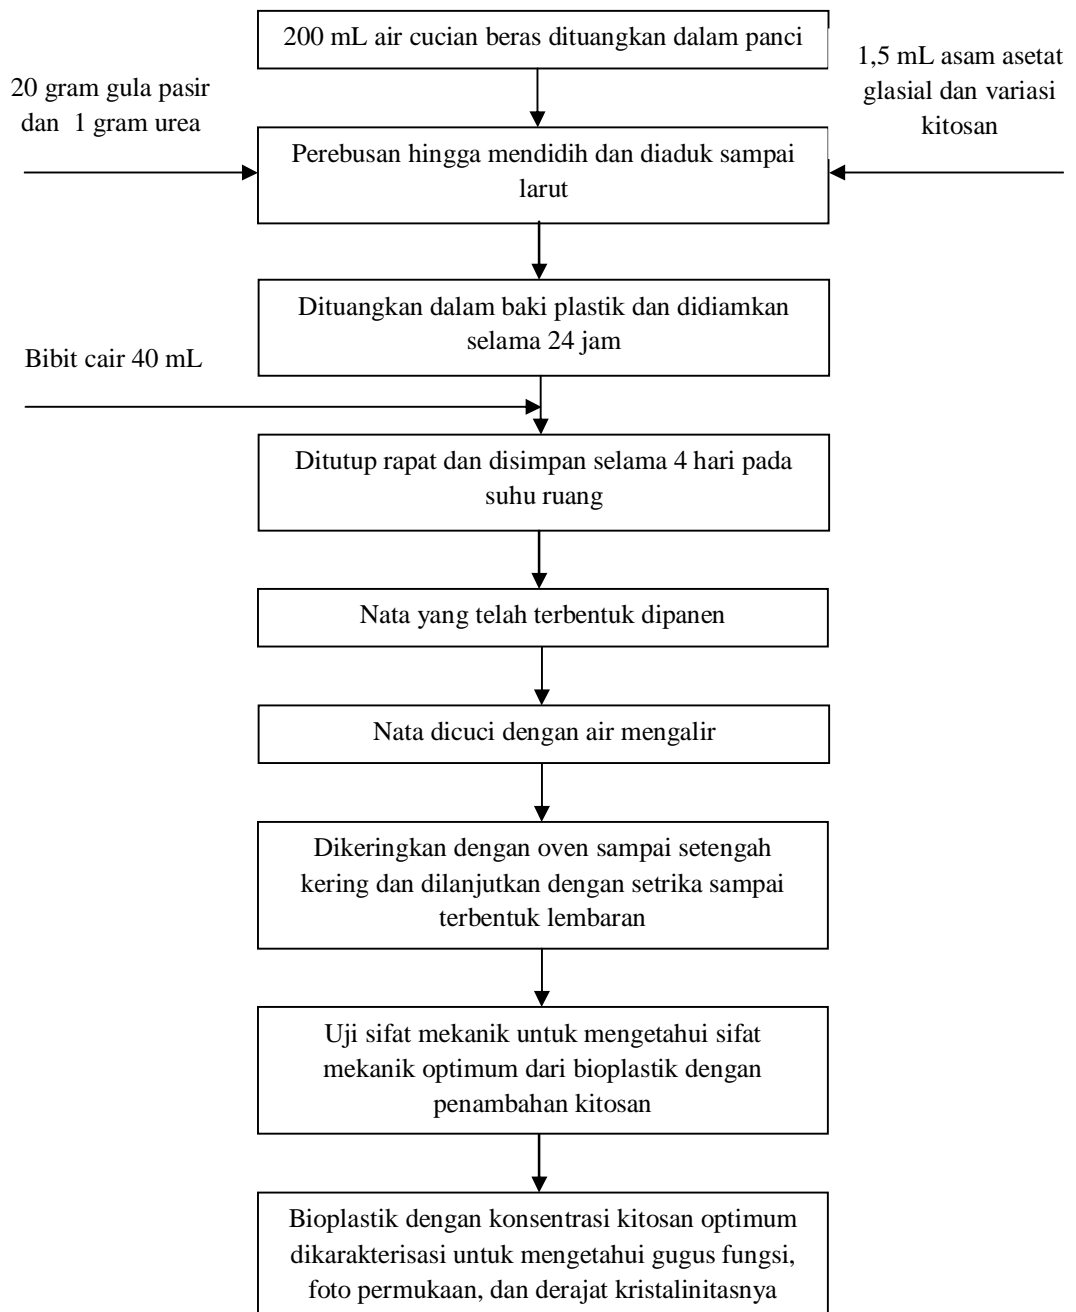 200 mL air cucian beras dituangkan dalam panci
20 gram gula pasir
dan 1 gram urea
1,5 mL asam asetat
glasial dan variasi
kitosan
Perebusan hingga mendidih dan diaduk sampai
larut
Dituangkan dalam baki plastik dan didiamkan
selama 24 jam
Bibit cair 40 mL
Ditutup rapat dan disimpan selama 4 hari pada
suhu ruang
Nata yang telah terbentuk dipanen
Nata dicuci dengan air mengalir
Dikeringkan dengan oven sampai setengah
kering dan dilanjutkan dengan setrika sampai
terbentuk lembaran
Uji sifat mekanik untuk mengetahui sifat
mekanik optimum dari bioplastik dengan
penambahan kitosan
Bioplastik dengan konsentrasi kitosan optimum
dikarakterisasi untuk mengetahui gugus fungsi,
foto permukaan, dan derajat kristalinitasnya